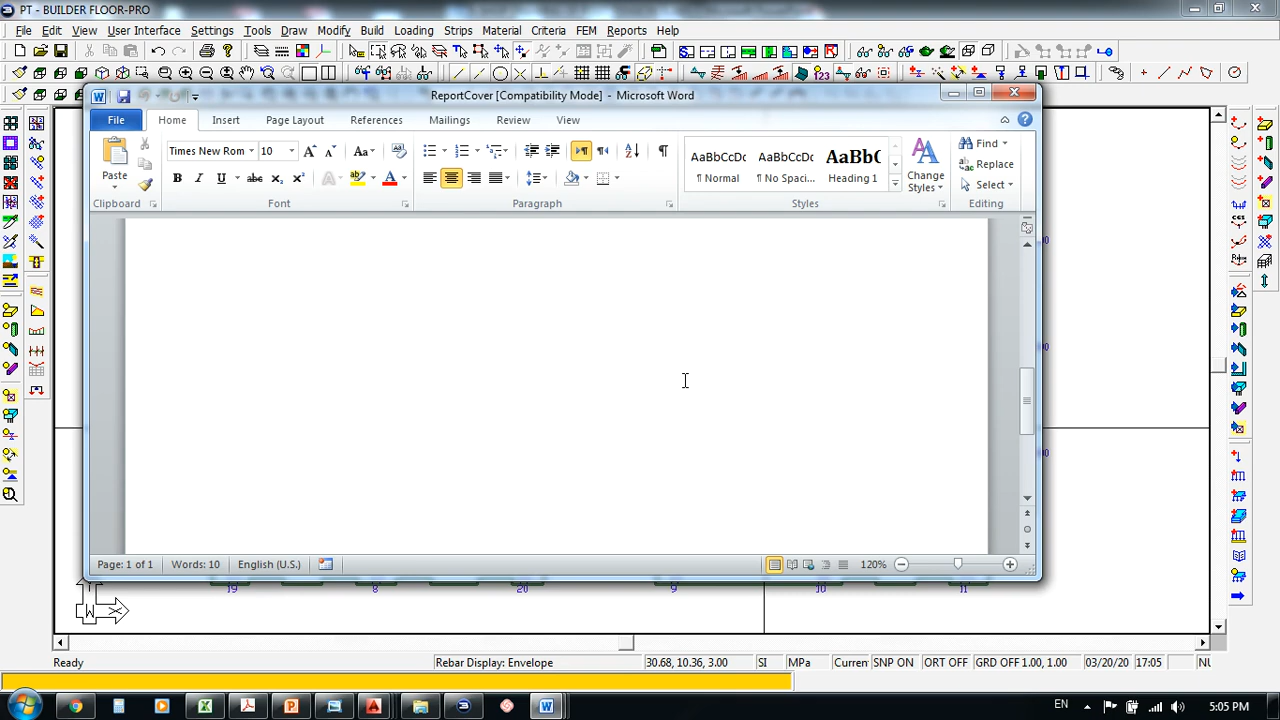 PT - BUILDER FLOOR-PRO
File Edit View User Interface Settings Tools Draw Modify Build Loading Strips Material Criteria FEM Reports Help
ReportCover [Compatibility Mode] - Microsoft Word
File Home Insert Page Layout References Mailings Review View
Paste
Times New Rom 10
AaBbCcDc AaBbCcDc AaBbC
¶ Normal ¶ No Spaci... Heading 1
Change Styles
Find
Replace
Select
Clipboard Font Paragraph Styles Editing
Page: 1 of 1 Words: 10 English (U.S.) 120%
19 8 20 9 10 11
W X
Ready Rebar Display: Envelope 30.68, 10.36, 3.00 SI MPa Curren SNP ON ORT OFF GRD OFF 1.00, 1.00 03/20/20 17:05 NU
EN 5:05 PM